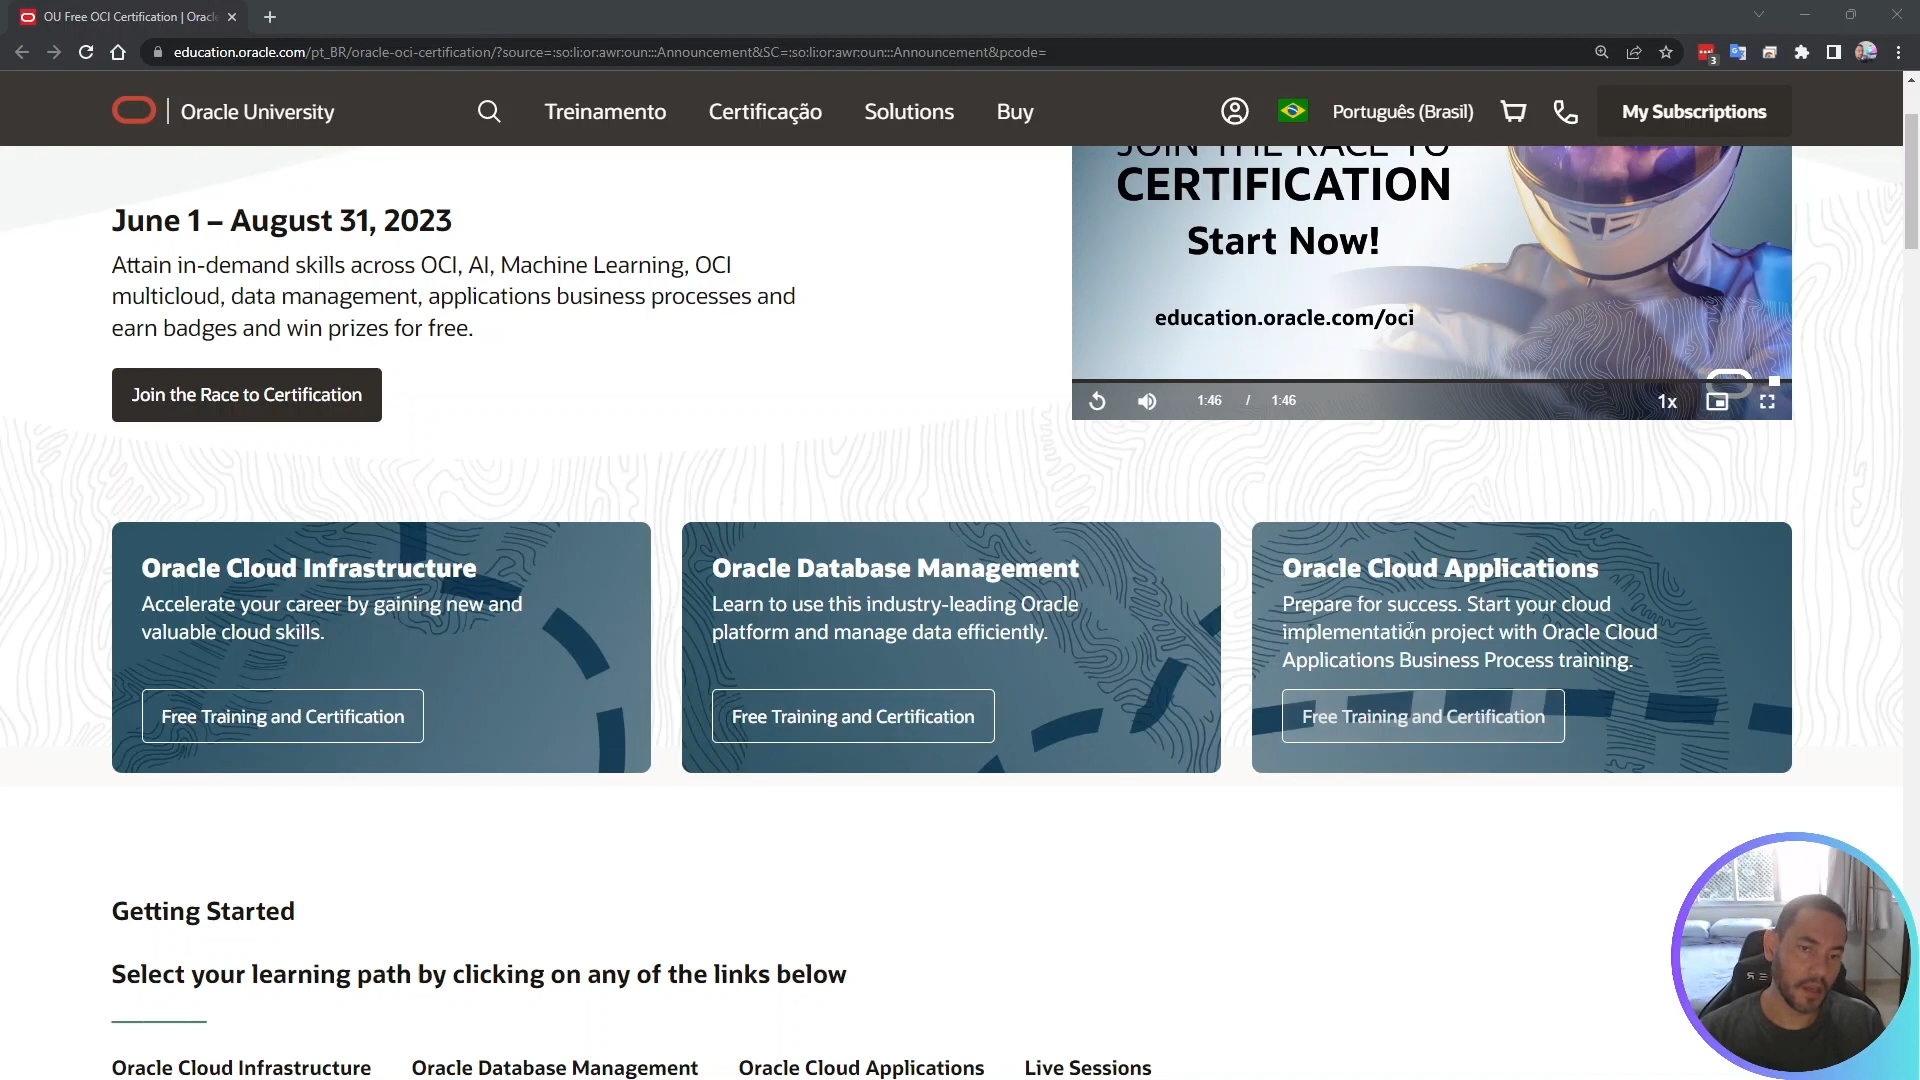 OU Free OCI Certification | Oracle
education.oracle.com/pt_BR/oracle-oci-certification/?source=:so:li:or:awr:oun:::Announcement&SC=:so:li:or:awr:oun:::Announcement&pcode=
3
Oracle University
Treinamento
Certificação
Solutions
Buy
Português (Brasil)
My Subscriptions
June 1 – August 31, 2023
Attain in-demand skills across OCI, AI, Machine Learning, OCI
multicloud, data management, applications business processes and
earn badges and win prizes for free.
Join the Race to Certification
JOIN THE RACE TO
CERTIFICATION
Start Now!
education.oracle.com/oci
1:46 / 1:46
1x
Oracle Cloud Infrastructure
Accelerate your career by gaining new and
valuable cloud skills.
Free Training and Certification
Oracle Database Management
Learn to use this industry-leading Oracle
platform and manage data efficiently.
Free Training and Certification
Oracle Cloud Applications
Prepare for success. Start your cloud
implementation project with Oracle Cloud
Applications Business Process training.
Free Training and Certification
Getting Started
Select your learning path by clicking on any of the links below
Oracle Cloud Infrastructure
Oracle Database Management
Oracle Cloud Applications
Live Sessions